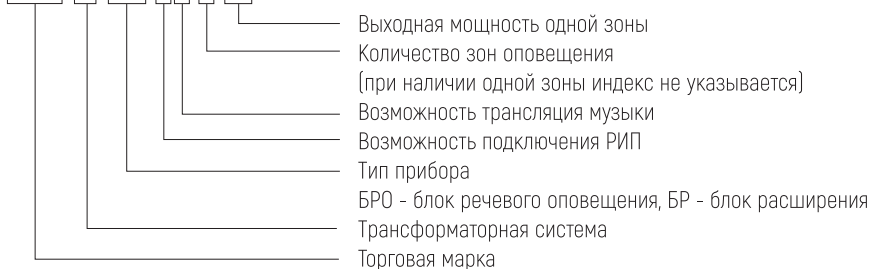 Выходная мощность одной зоны
Количество зон оповещения
(при наличии одной зоны индекс не указывается)
Возможность трансляция музыки
Возможность подключения РИП
Тип прибора
БРО - блок речевого оповещения, БР - блок расширения
Трансформаторная система
Торговая марка